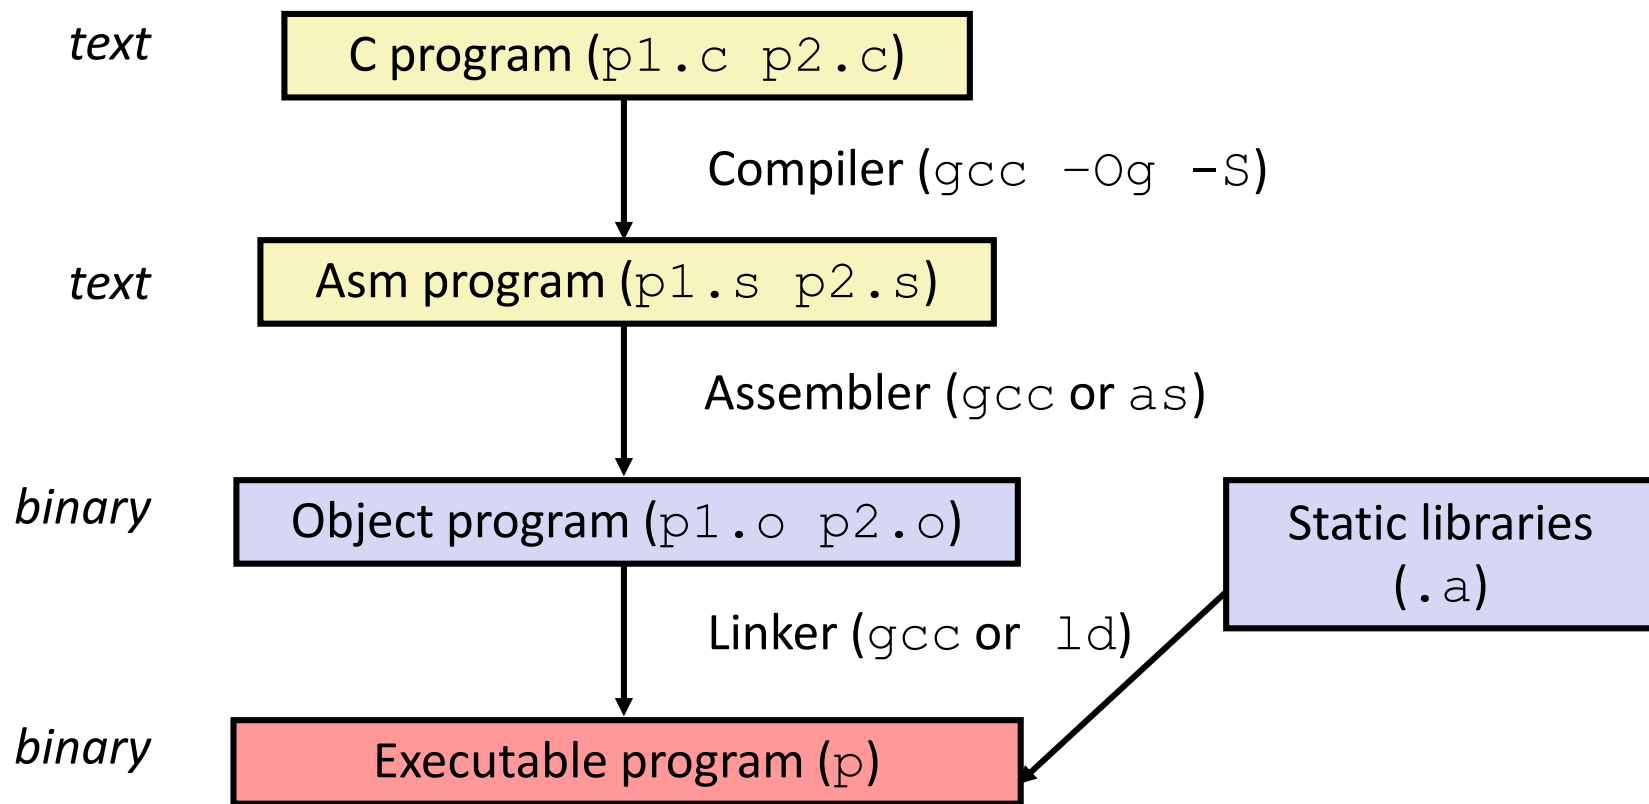 text
C program (p1.c p2.c)
Compiler (gcc –Og -S)
text
Asm program (p1.s p2.s)
Assembler (gcc or as)
binary
Object program (p1.o p2.o)
Static libraries
(.a)
Linker (gcc or ld)
binary
Executable program (p)